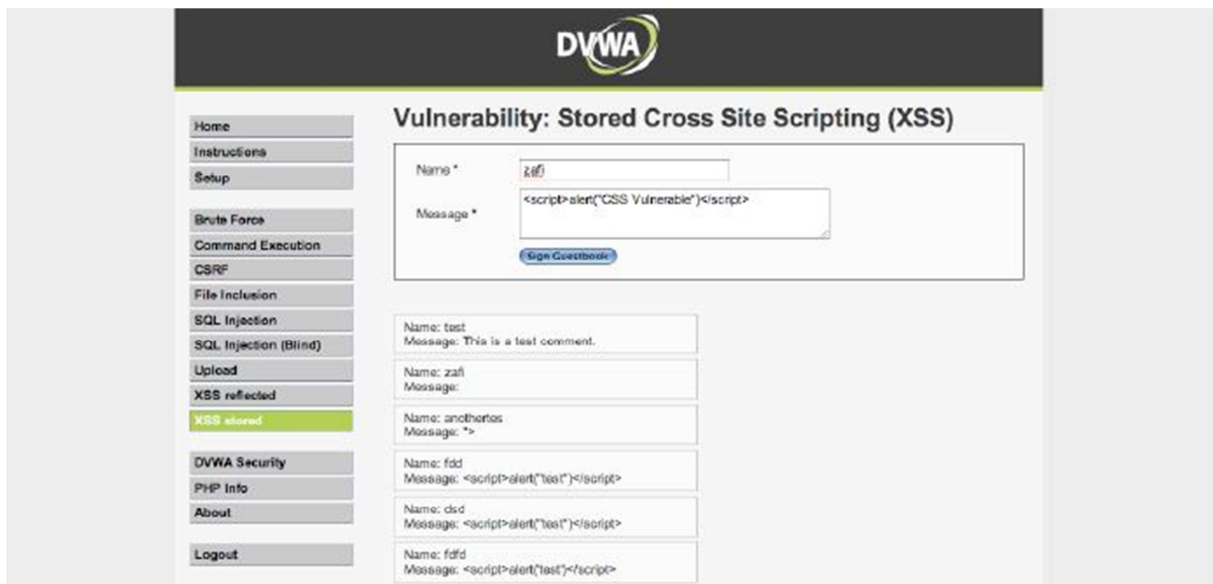 DVWA
Home
Instructions
Setup
Brute Force
Command Execution
CSRF
File Inclusion
SQL Injection
SQL Injection (Blind)
Upload
XSS reflected
XSS stored
DVWA Security
PHP Info
About
Logout
Vulnerability: Stored Cross Site Scripting (XSS)
Name * zafi
Message * <script>alert("CSS Vulnerable")</script>
Sign Guestbook
Name: test
Message: This is a test comment.
Name: zafi
Message:
Name: anothertes
Message: ">
Name: fdd
Message: <script>alert("test")</script>
Name: dsd
Message: <script>alert("test")</script>
Name: fdfd
Message: <script>alert('test')</script>